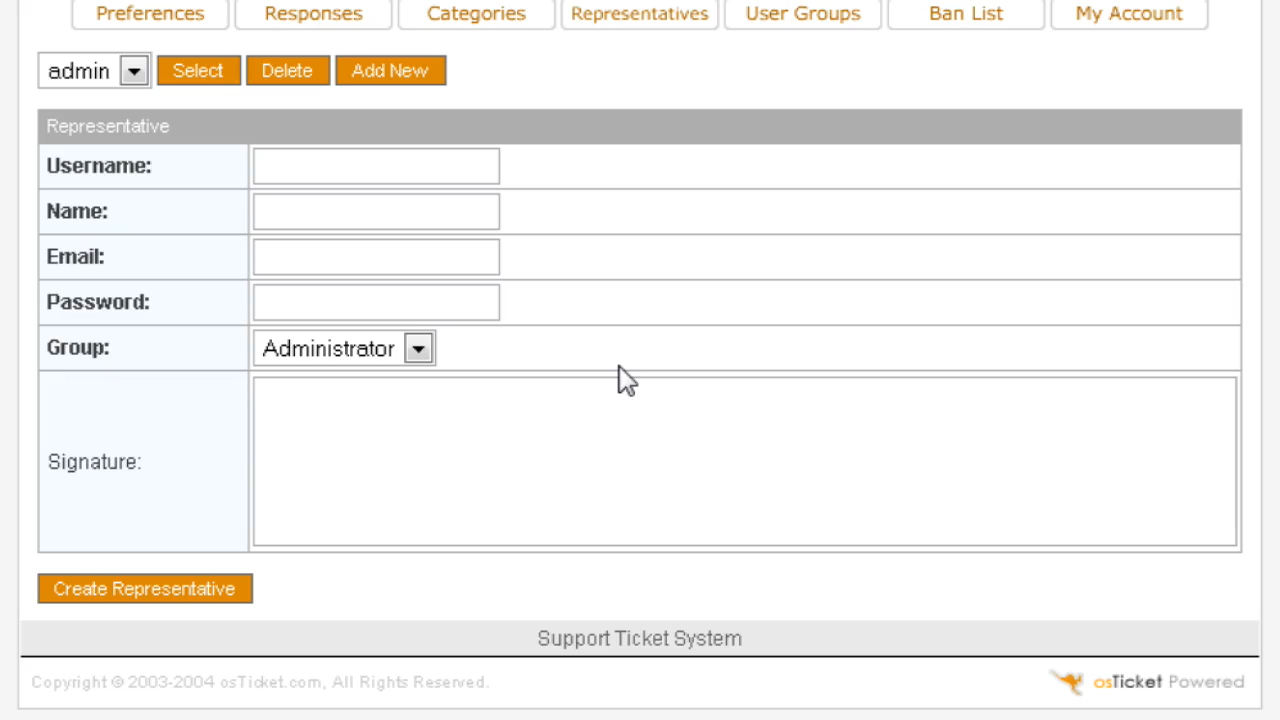 Preferences Responses Categories Representatives User Groups Ban List My Account
admin Select Delete Add New
Representative
Username:
Name:
Email:
Password:
Group: Administrator
Signature:
Create Representative
Support Ticket System
Copyright © 2003-2004 osTicket.com, All Rights Reserved. osTicket Powered